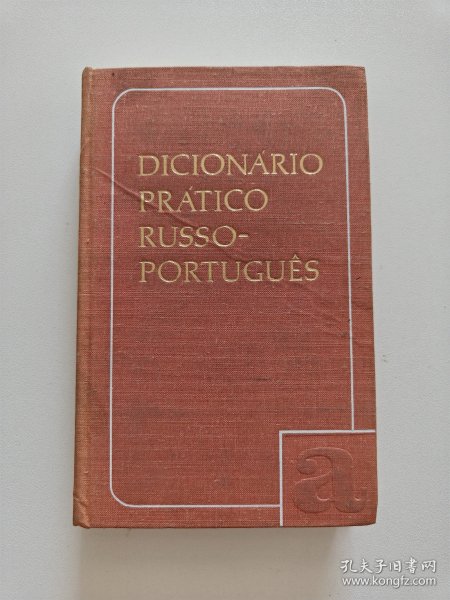 DICIONÁRIO
PRÁTICO
RUSSO-
PORTUGUÊS
a
孔夫子旧书网
www.kongfz.com